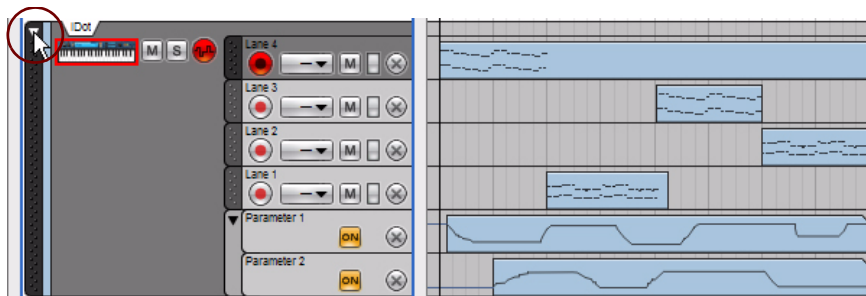 IDot
M S
Lane 4
M
Lane 3
M
Lane 2
M
Lane 1
M
Parameter 1
ON
Parameter 2
ON